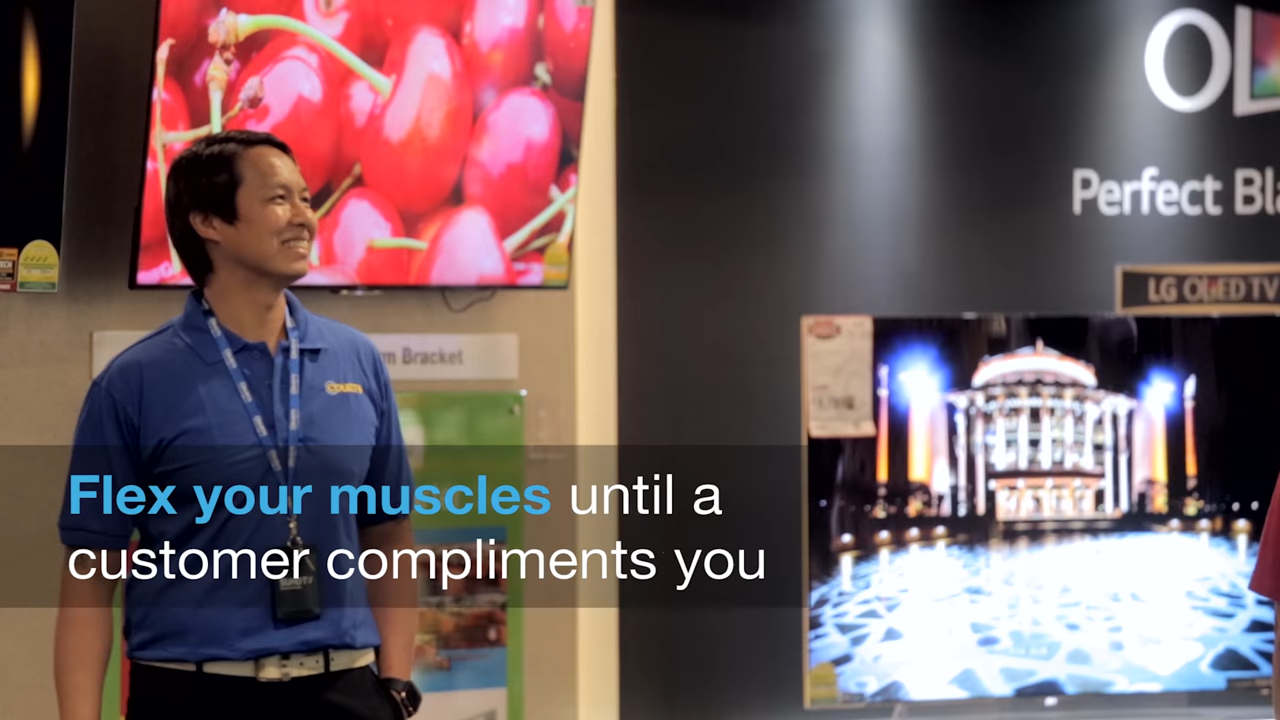 OL
Perfect Bla
LG OLED TV
m Bracket
COURTS
Flex your muscles until a
customer compliments you